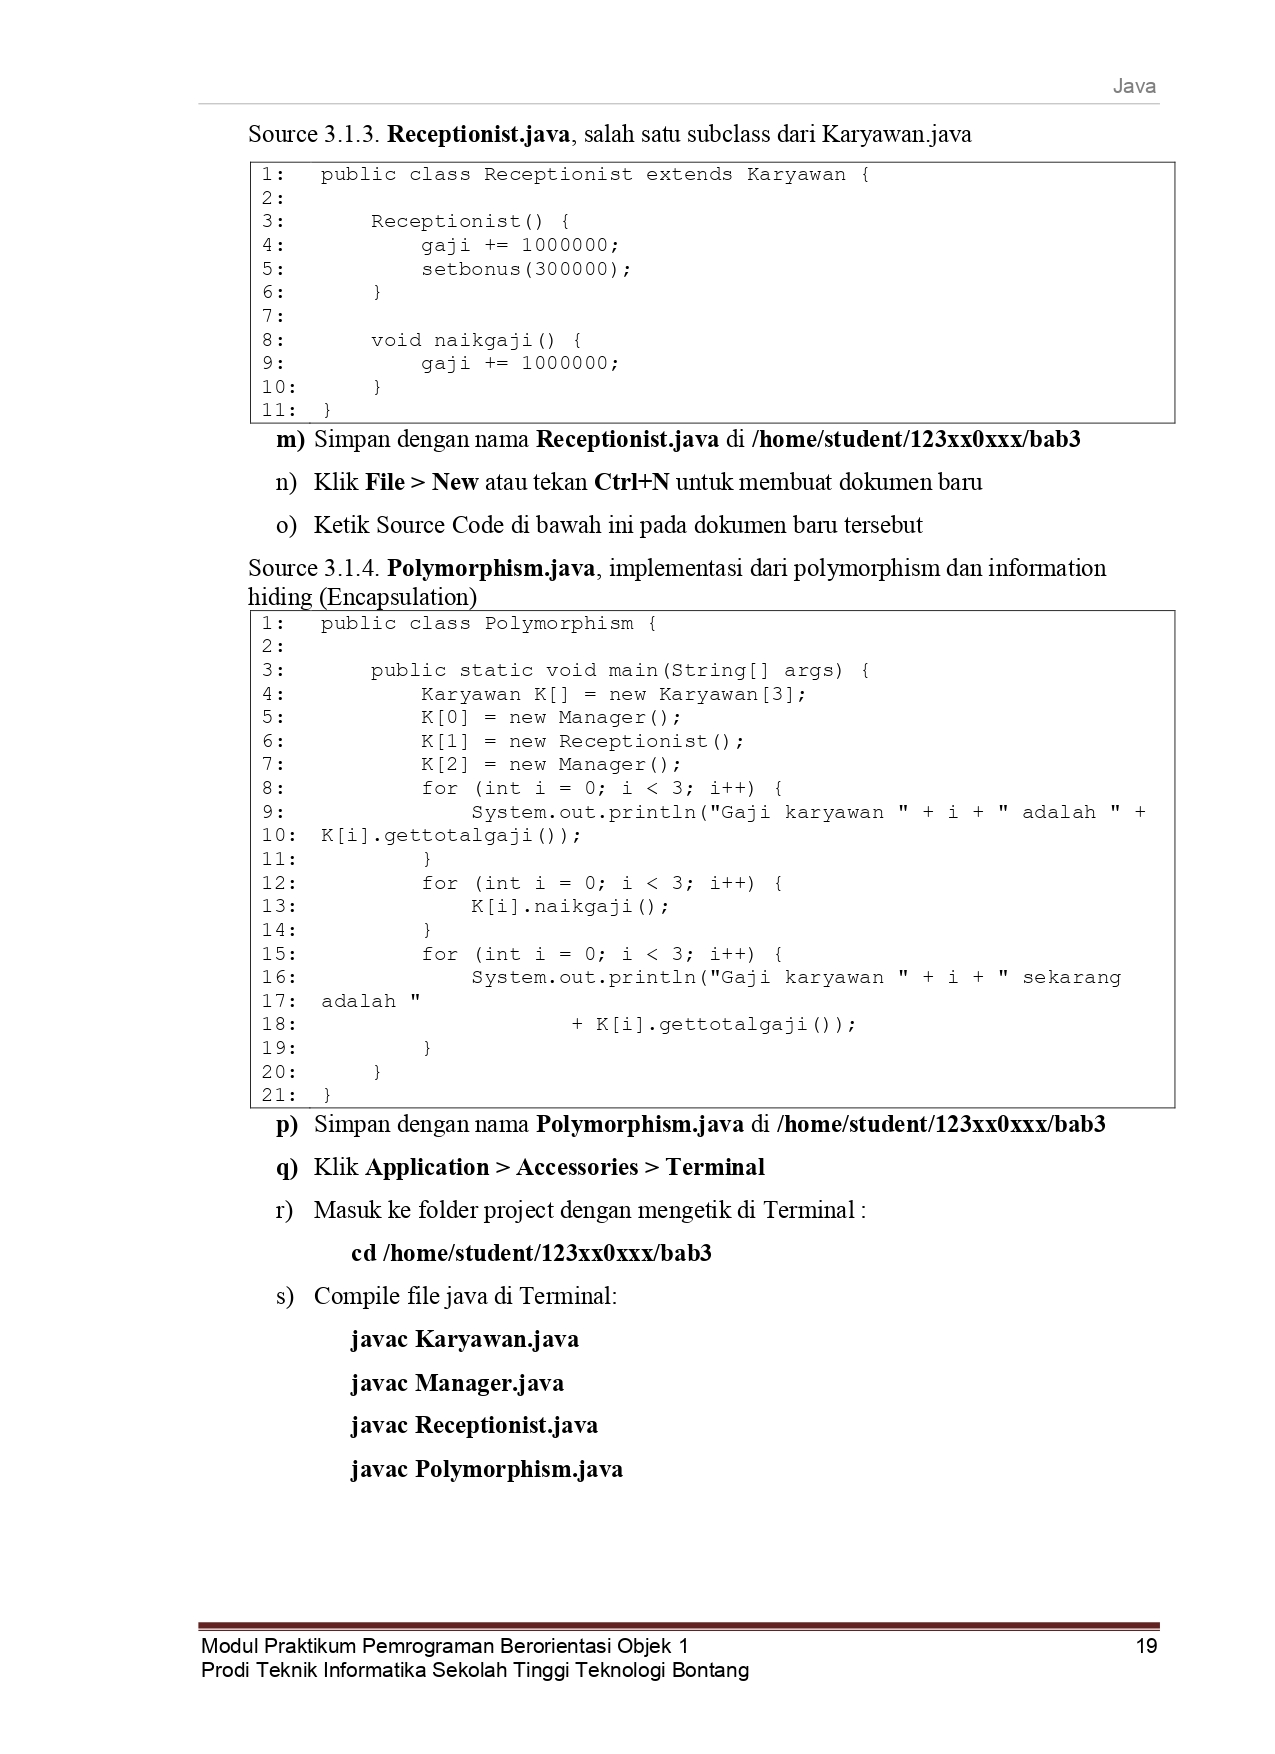 Java
Source 3.1.3. Receptionist.java, salah satu subclass dari Karyawan.java
1: public class Receptionist extends Karyawan {
2:
3:     Receptionist() {
4:         gaji += 1000000;
5:         setbonus(300000);
6:     }
7:
8:     void naikgaji() {
9:         gaji += 1000000;
10:     }
11: }
m) Simpan dengan nama Receptionist.java di /home/student/123xx0xxx/bab3
n) Klik File > New atau tekan Ctrl+N untuk membuat dokumen baru
o) Ketik Source Code di bawah ini pada dokumen baru tersebut
Source 3.1.4. Polymorphism.java, implementasi dari polymorphism dan information
hiding (Encapsulation)
1: public class Polymorphism {
2:
3:     public static void main(String[] args) {
4:         Karyawan K[] = new Karyawan[3];
5:         K[0] = new Manager();
6:         K[1] = new Receptionist();
7:         K[2] = new Manager();
8:         for (int i = 0; i < 3; i++) {
9:             System.out.println("Gaji karyawan " + i + " adalah " +
10: K[i].gettotalgaji());
11:         }
12:         for (int i = 0; i < 3; i++) {
13:             K[i].naikgaji();
14:         }
15:         for (int i = 0; i < 3; i++) {
16:             System.out.println("Gaji karyawan " + i + " sekarang
17: adalah "
18:                     + K[i].gettotalgaji());
19:         }
20:     }
21: }
p) Simpan dengan nama Polymorphism.java di /home/student/123xx0xxx/bab3
q) Klik Application > Accessories > Terminal
r) Masuk ke folder project dengan mengetik di Terminal :
cd /home/student/123xx0xxx/bab3
s) Compile file java di Terminal:
javac Karyawan.java
javac Manager.java
javac Receptionist.java
javac Polymorphism.java
Modul Praktikum Pemrograman Berorientasi Objek 1 19
Prodi Teknik Informatika Sekolah Tinggi Teknologi Bontang